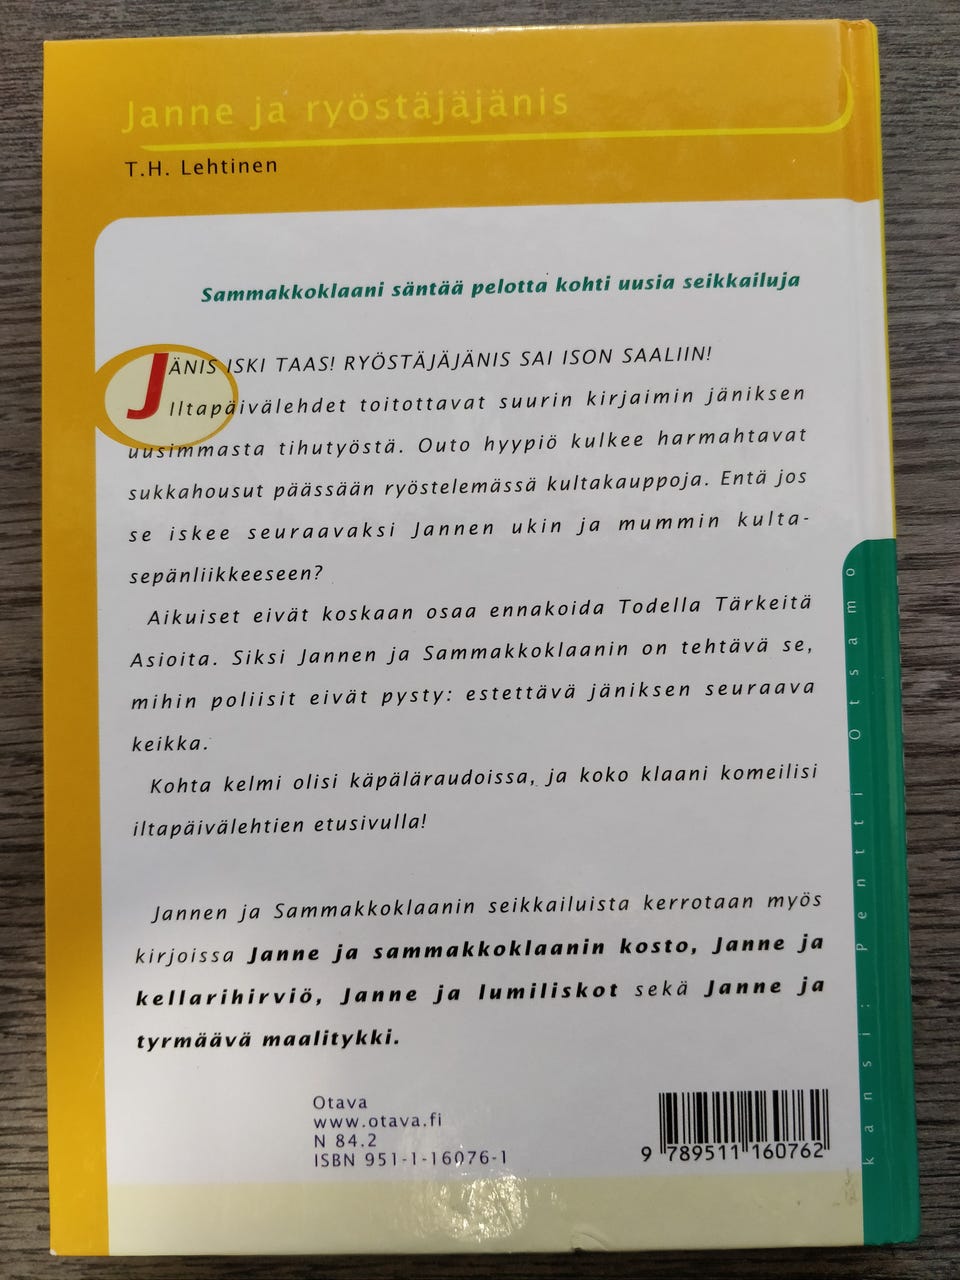 Janne ja ryöstäjäjänis
T.H. Lehtinen
Sammakkoklaani säntää pelotta kohti uusia seikkailuja
JÄNIS ISKI TAAS! RYÖSTÄJÄJÄNIS SAI ISON SAALIIN!
Iltapäivälehdet toitottavat suurin kirjaimin jäniksen
uusimmasta tihutyöstä. Outo hyypiö kulkee harmahtavat
sukkahousut päässään ryöstelemässä kultakauppoja. Entä jos
se iskee seuraavaksi Jannen ukin ja mummin kulta-
sepänliikkeeseen?
Aikuiset eivät koskaan osaa ennakoida Todella Tärkeitä
Asioita. Siksi Jannen ja Sammakkoklaanin on tehtävä se,
mihin poliisit eivät pysty: estettävä jäniksen seuraava
keikka.
Kohta kelmi olisi käpäläraudoissa, ja koko klaani komeilisi
iltapäivälehtien etusivulla!
Jannen ja Sammakkoklaanin seikkailuista kerrotaan myös
kirjoissa Janne ja sammakkoklaanin kosto, Janne ja
kellarihirviö, Janne ja lumiliskot sekä Janne ja
tyrmäävä maalitykki.
Otava
www.otava.fi
N 84.2
ISBN 951-1-16076-1
9 789511 160762
kansi: Pentti Otsamo